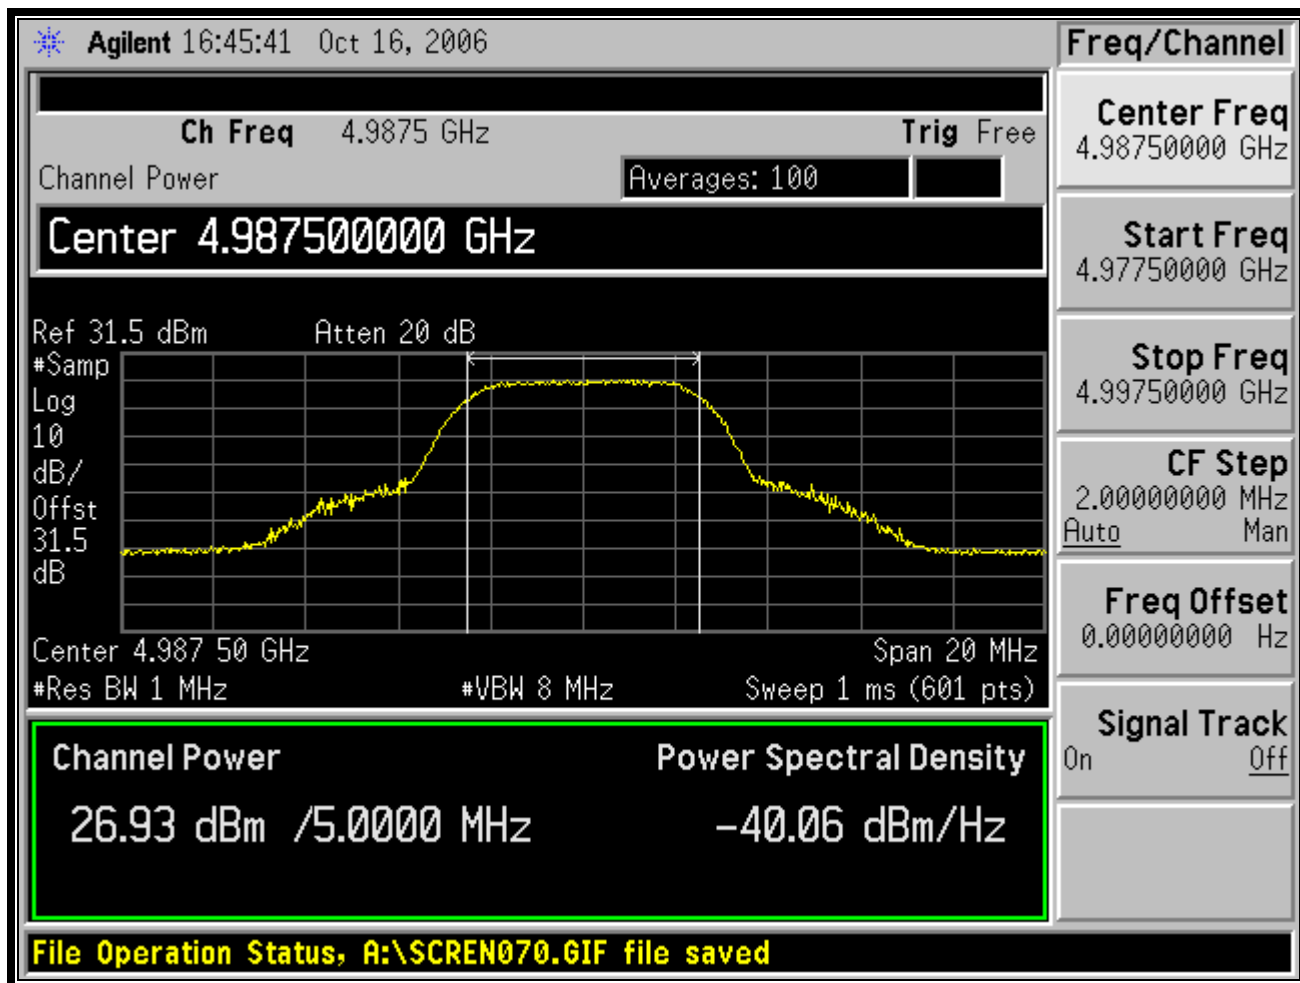 Agilent 16:45:41 Oct 16, 2006
Freq/Channel
Ch Freq 4.9875 GHz Trig Free
Channel Power Averages: 100
Center 4.987500000 GHz
Ref 31.5 dBm Atten 20 dB
#Samp
Log
10
dB/
Offst
31.5
dB
Center 4.987 50 GHz Span 20 MHz
#Res BW 1 MHz #VBW 8 MHz Sweep 1 ms (601 pts)
Channel Power Power Spectral Density
26.93 dBm /5.0000 MHz -40.06 dBm/Hz
File Operation Status, A:\SCREN070.GIF file saved
Center Freq
4.98750000 GHz
Start Freq
4.97750000 GHz
Stop Freq
4.99750000 GHz
CF Step
2.00000000 MHz
Auto Man
Freq Offset
0.00000000 Hz
Signal Track
On Off